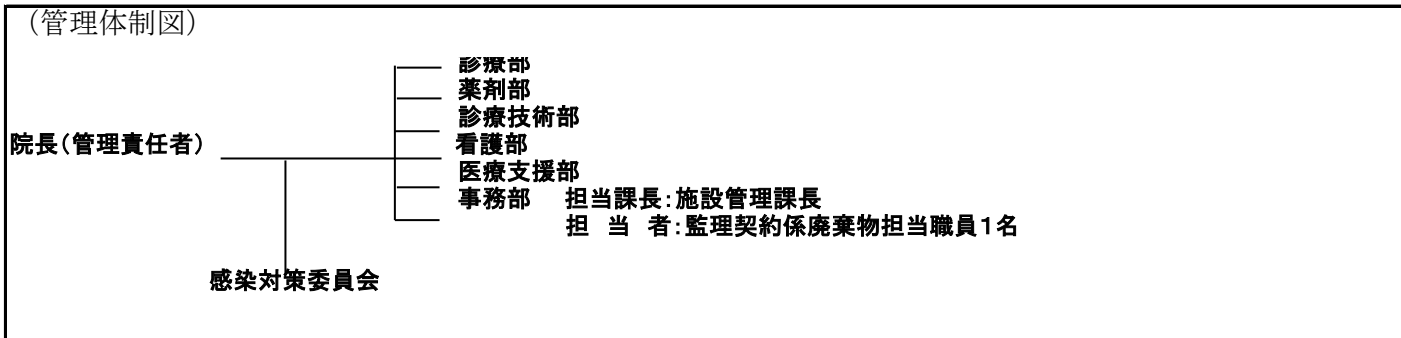 （管理体制図）
診療部
薬剤部
診療技術部
院長（管理責任者）
看護部
医療支援部
事務部　担当課長：施設管理課長
担　当　者：監理契約係廃棄物担当職員１名
感染対策委員会